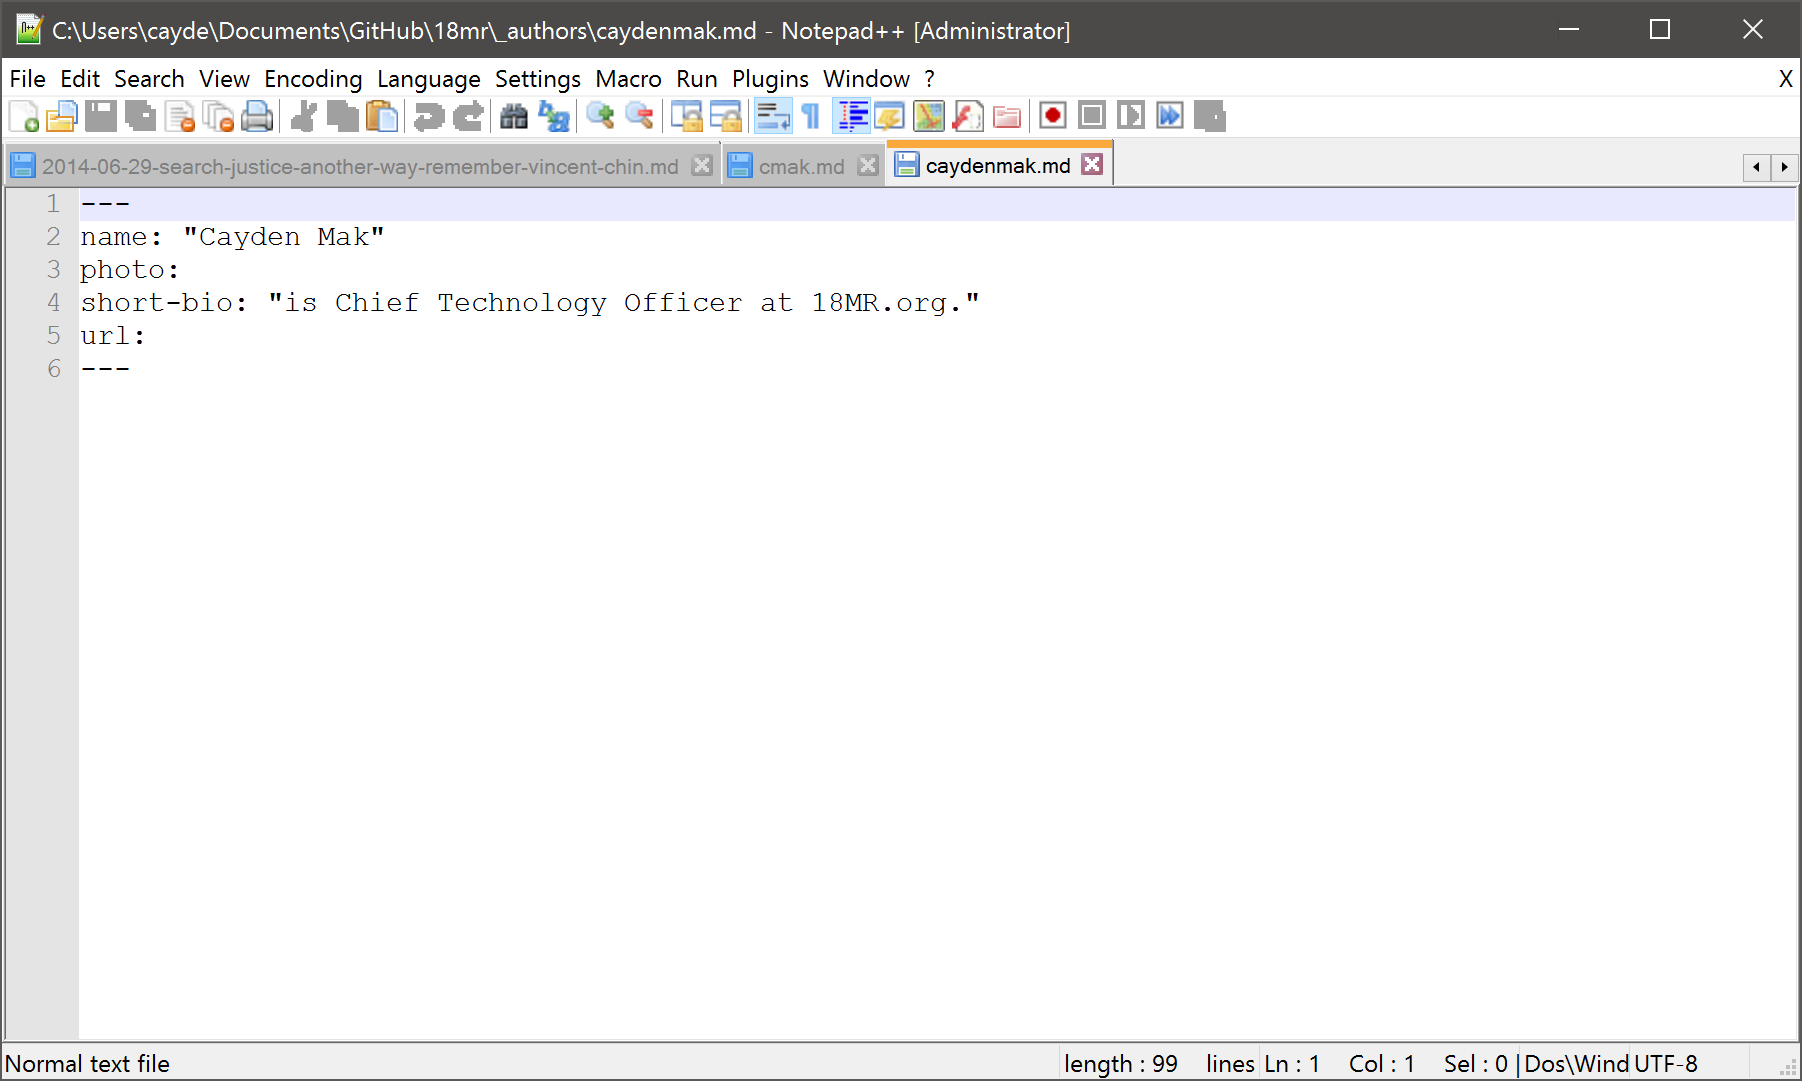 C:\Users\cayde\Documents\GitHub\18mr\_authors\caydenmak.md - Notepad++ [Administrator]
File Edit Search View Encoding Language Settings Macro Run Plugins Window ? X
2014-06-29-search-justice-another-way-remember-vincent-chin.md cmak.md caydenmak.md
1 ---
2 name: "Cayden Mak"
3 photo:
4 short-bio: "is Chief Technology Officer at 18MR.org."
5 url:
6 ---
Normal text file length : 99 lines Ln : 1 Col : 1 Sel : 0 | Dos\Wind UTF-8